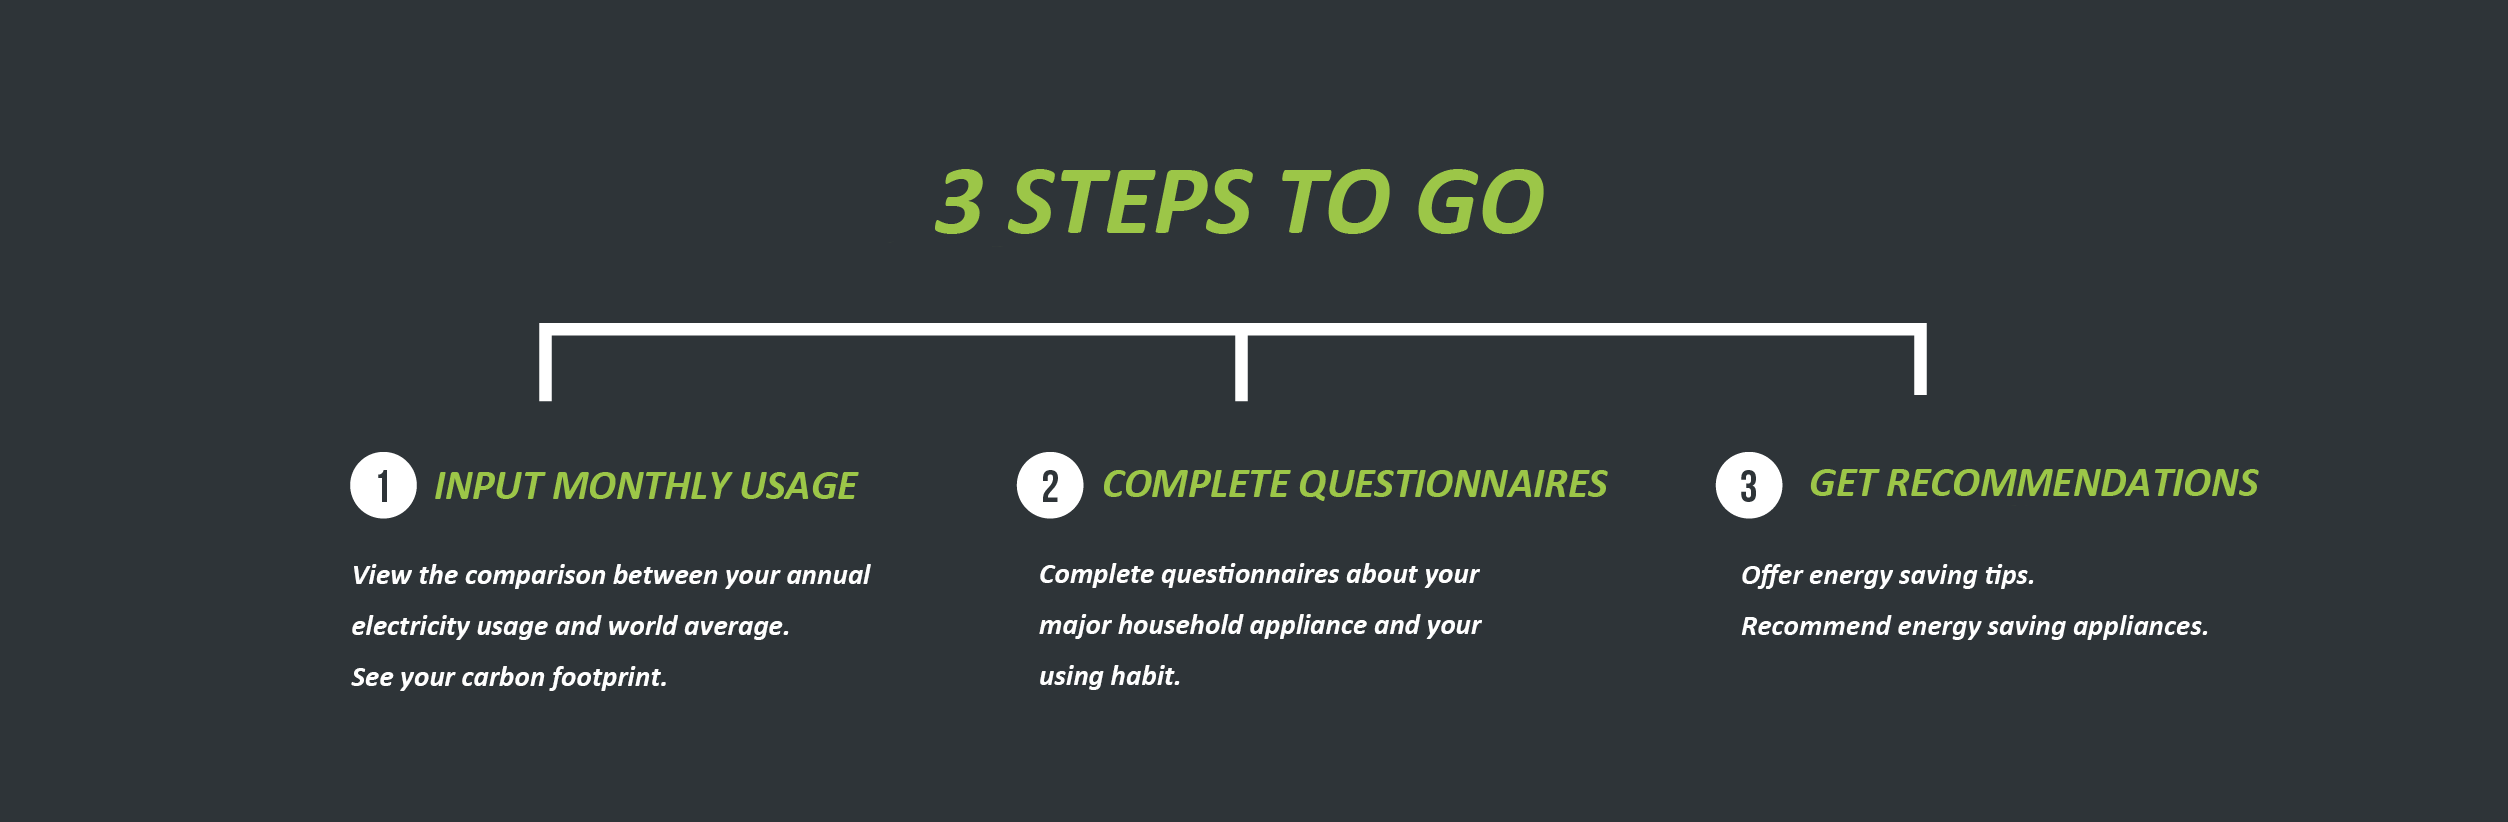 3 STEPS TO GO
1 INPUT MONTHLY USAGE
View the comparison between your annual
electricity usage and world average.
See your carbon footprint.
2 COMPLETE QUESTIONNAIRES
Complete questionnaires about your
major household appliance and your
using habit.
3 GET RECOMMENDATIONS
Offer energy saving tips.
Recommend energy saving appliances.